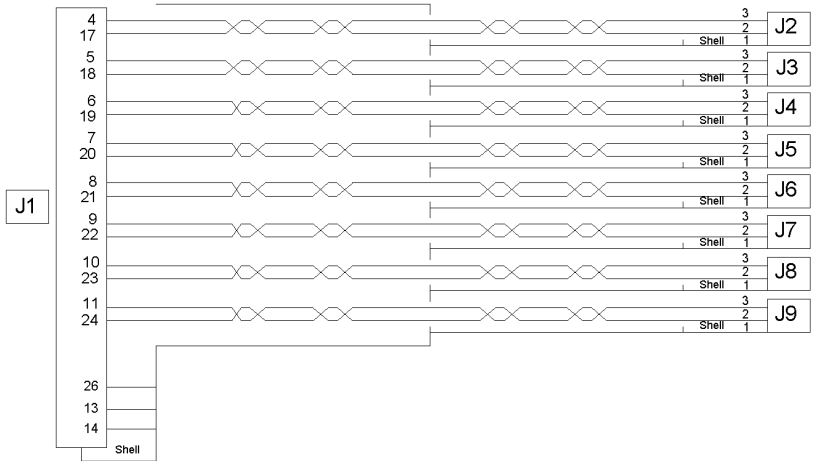 4 3 J2
17 2
Shell 1
5 3 J3
18 2
Shell 1
6 3 J4
19 2
Shell 1
7 3 J5
20 2
Shell 1
8 3 J6
21 2
Shell 1
J1
9 3 J7
22 2
Shell 1
10 3 J8
23 2
Shell 1
11 3 J9
24 2
Shell 1
26
13
14
Shell